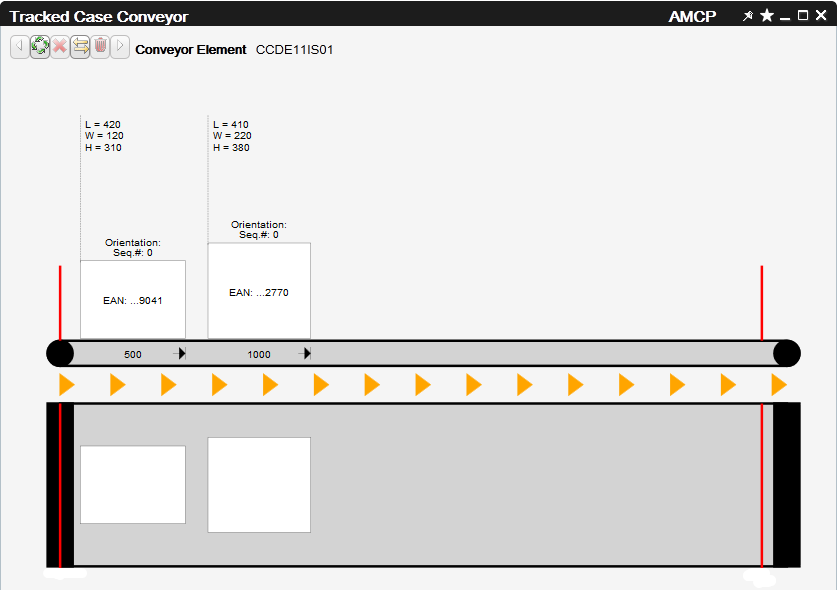 Tracked Case Conveyor AMCP
Conveyor Element CCDE11IS01
L = 420
W = 120
H = 310
L = 410
W = 220
H = 380
Orientation:
Seq.#: 0
EAN: ...9041
Orientation:
Seq.#: 0
EAN: ...2770
500
1000